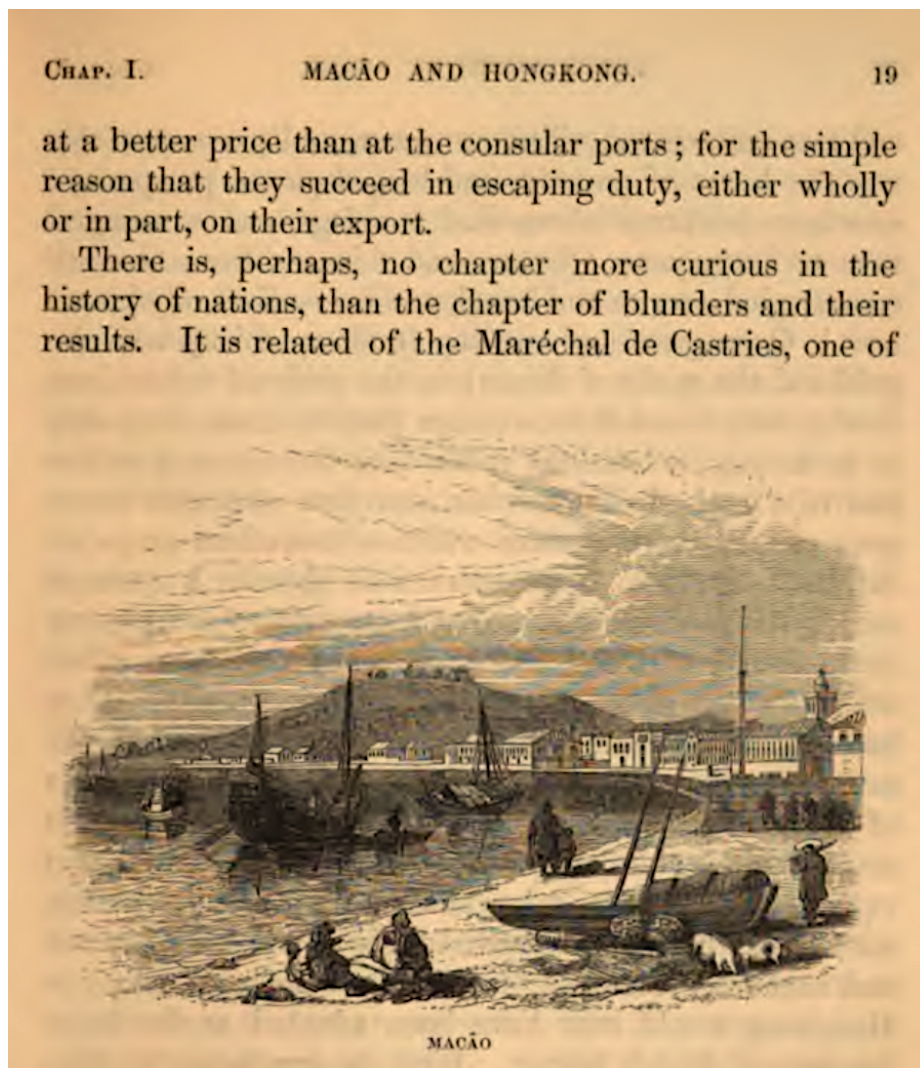 CHAP. I. MACÂO AND HONGKONG. 19
at a better price than at the consular ports; for the simple
reason that they succeed in escaping duty, either wholly
or in part, on their export.
There is, perhaps, no chapter more curious in the
history of nations, than the chapter of blunders and their
results. It is related of the Maréchal de Castries, one of
MACÂO